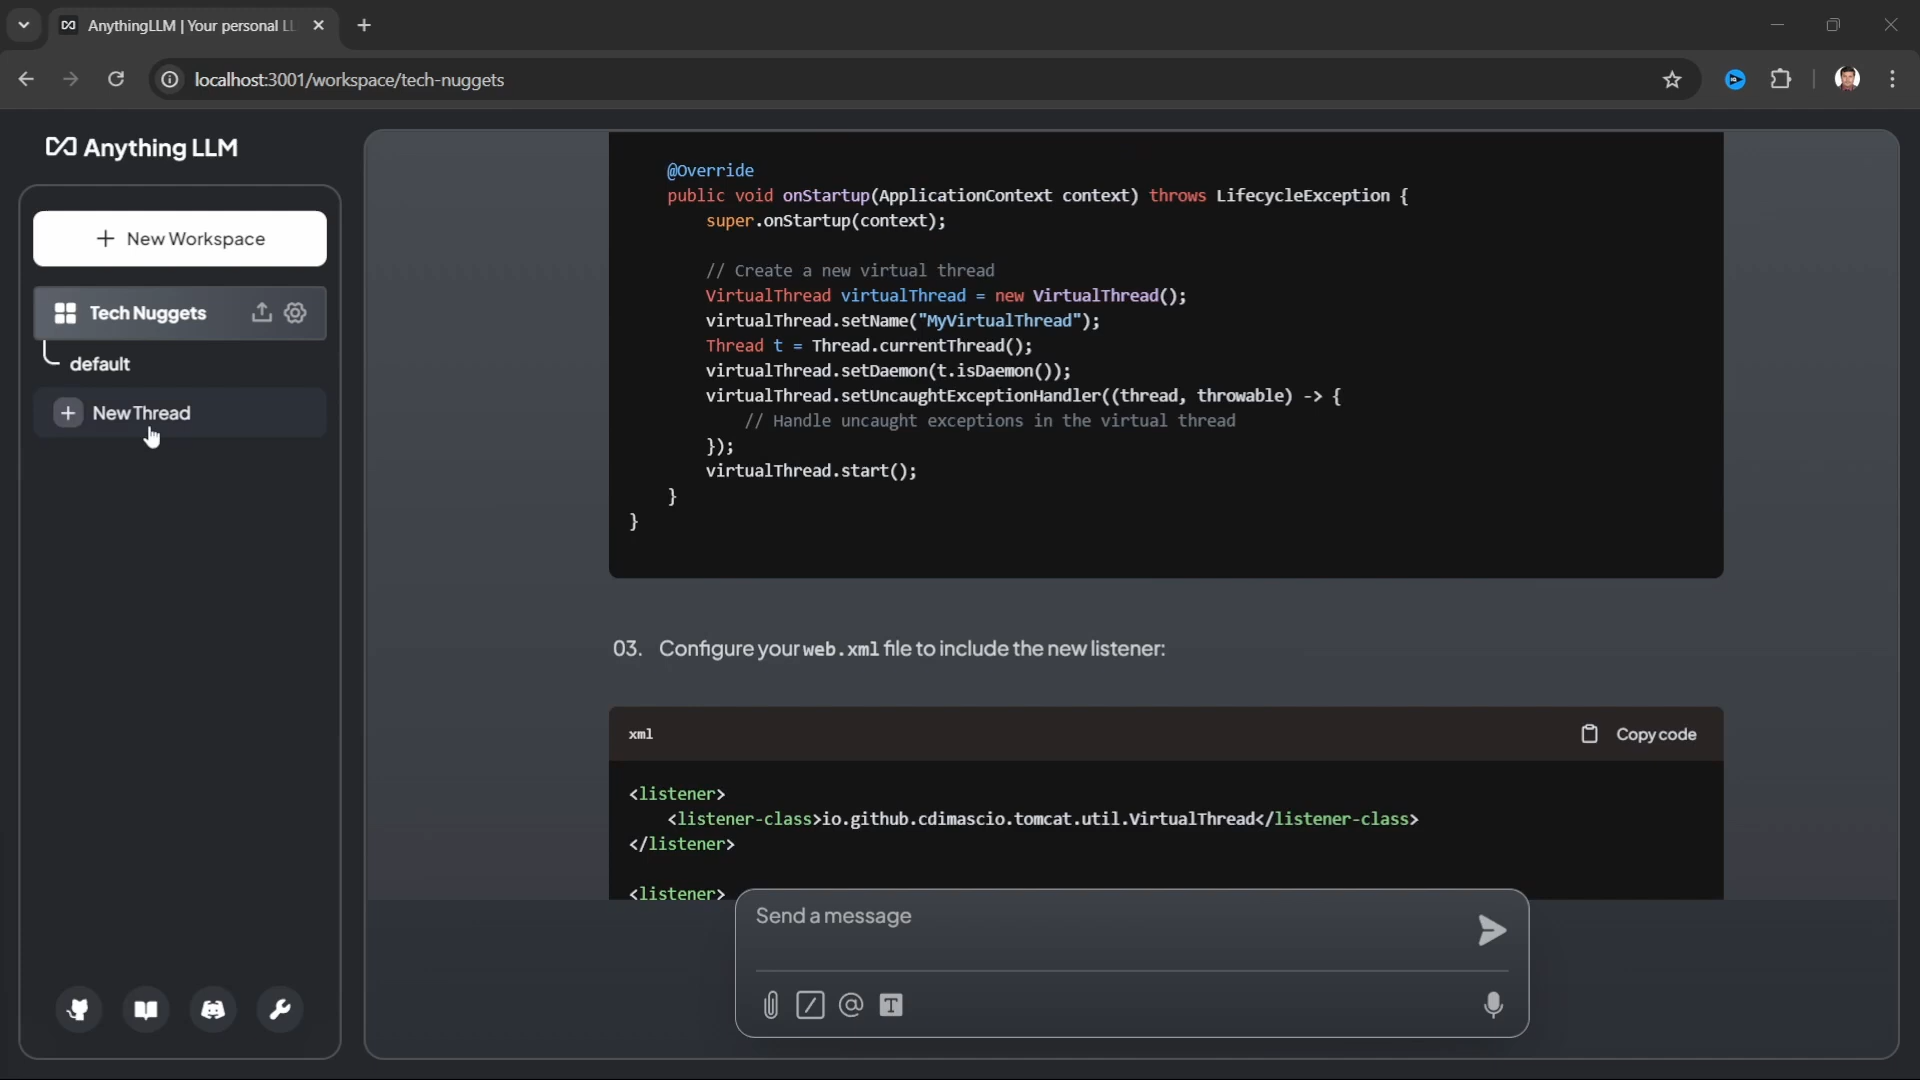 AnythingLLM | Your personal LL
localhost:3001/workspace/tech-nuggets
Anything LLM
+ New Workspace
Tech Nuggets
default
+ New Thread
@Override
public void onStartup(ApplicationContext context) throws LifecycleException {
super.onStartup(context);
// Create a new virtual thread
VirtualThread virtualThread = new VirtualThread();
virtualThread.setName("MyVirtualThread");
Thread t = Thread.currentThread();
virtualThread.setDaemon(t.isDaemon());
virtualThread.setUncaughtExceptionHandler((thread, throwable) -> {
// Handle uncaught exceptions in the virtual thread
});
virtualThread.start();
}
}
03. Configure your web.xml file to include the new listener:
xml
Copy code
<listener>
<listener-class>io.github.cdimascio.tomcat.util.VirtualThread</listener-class>
</listener>
<listener>
Send a message